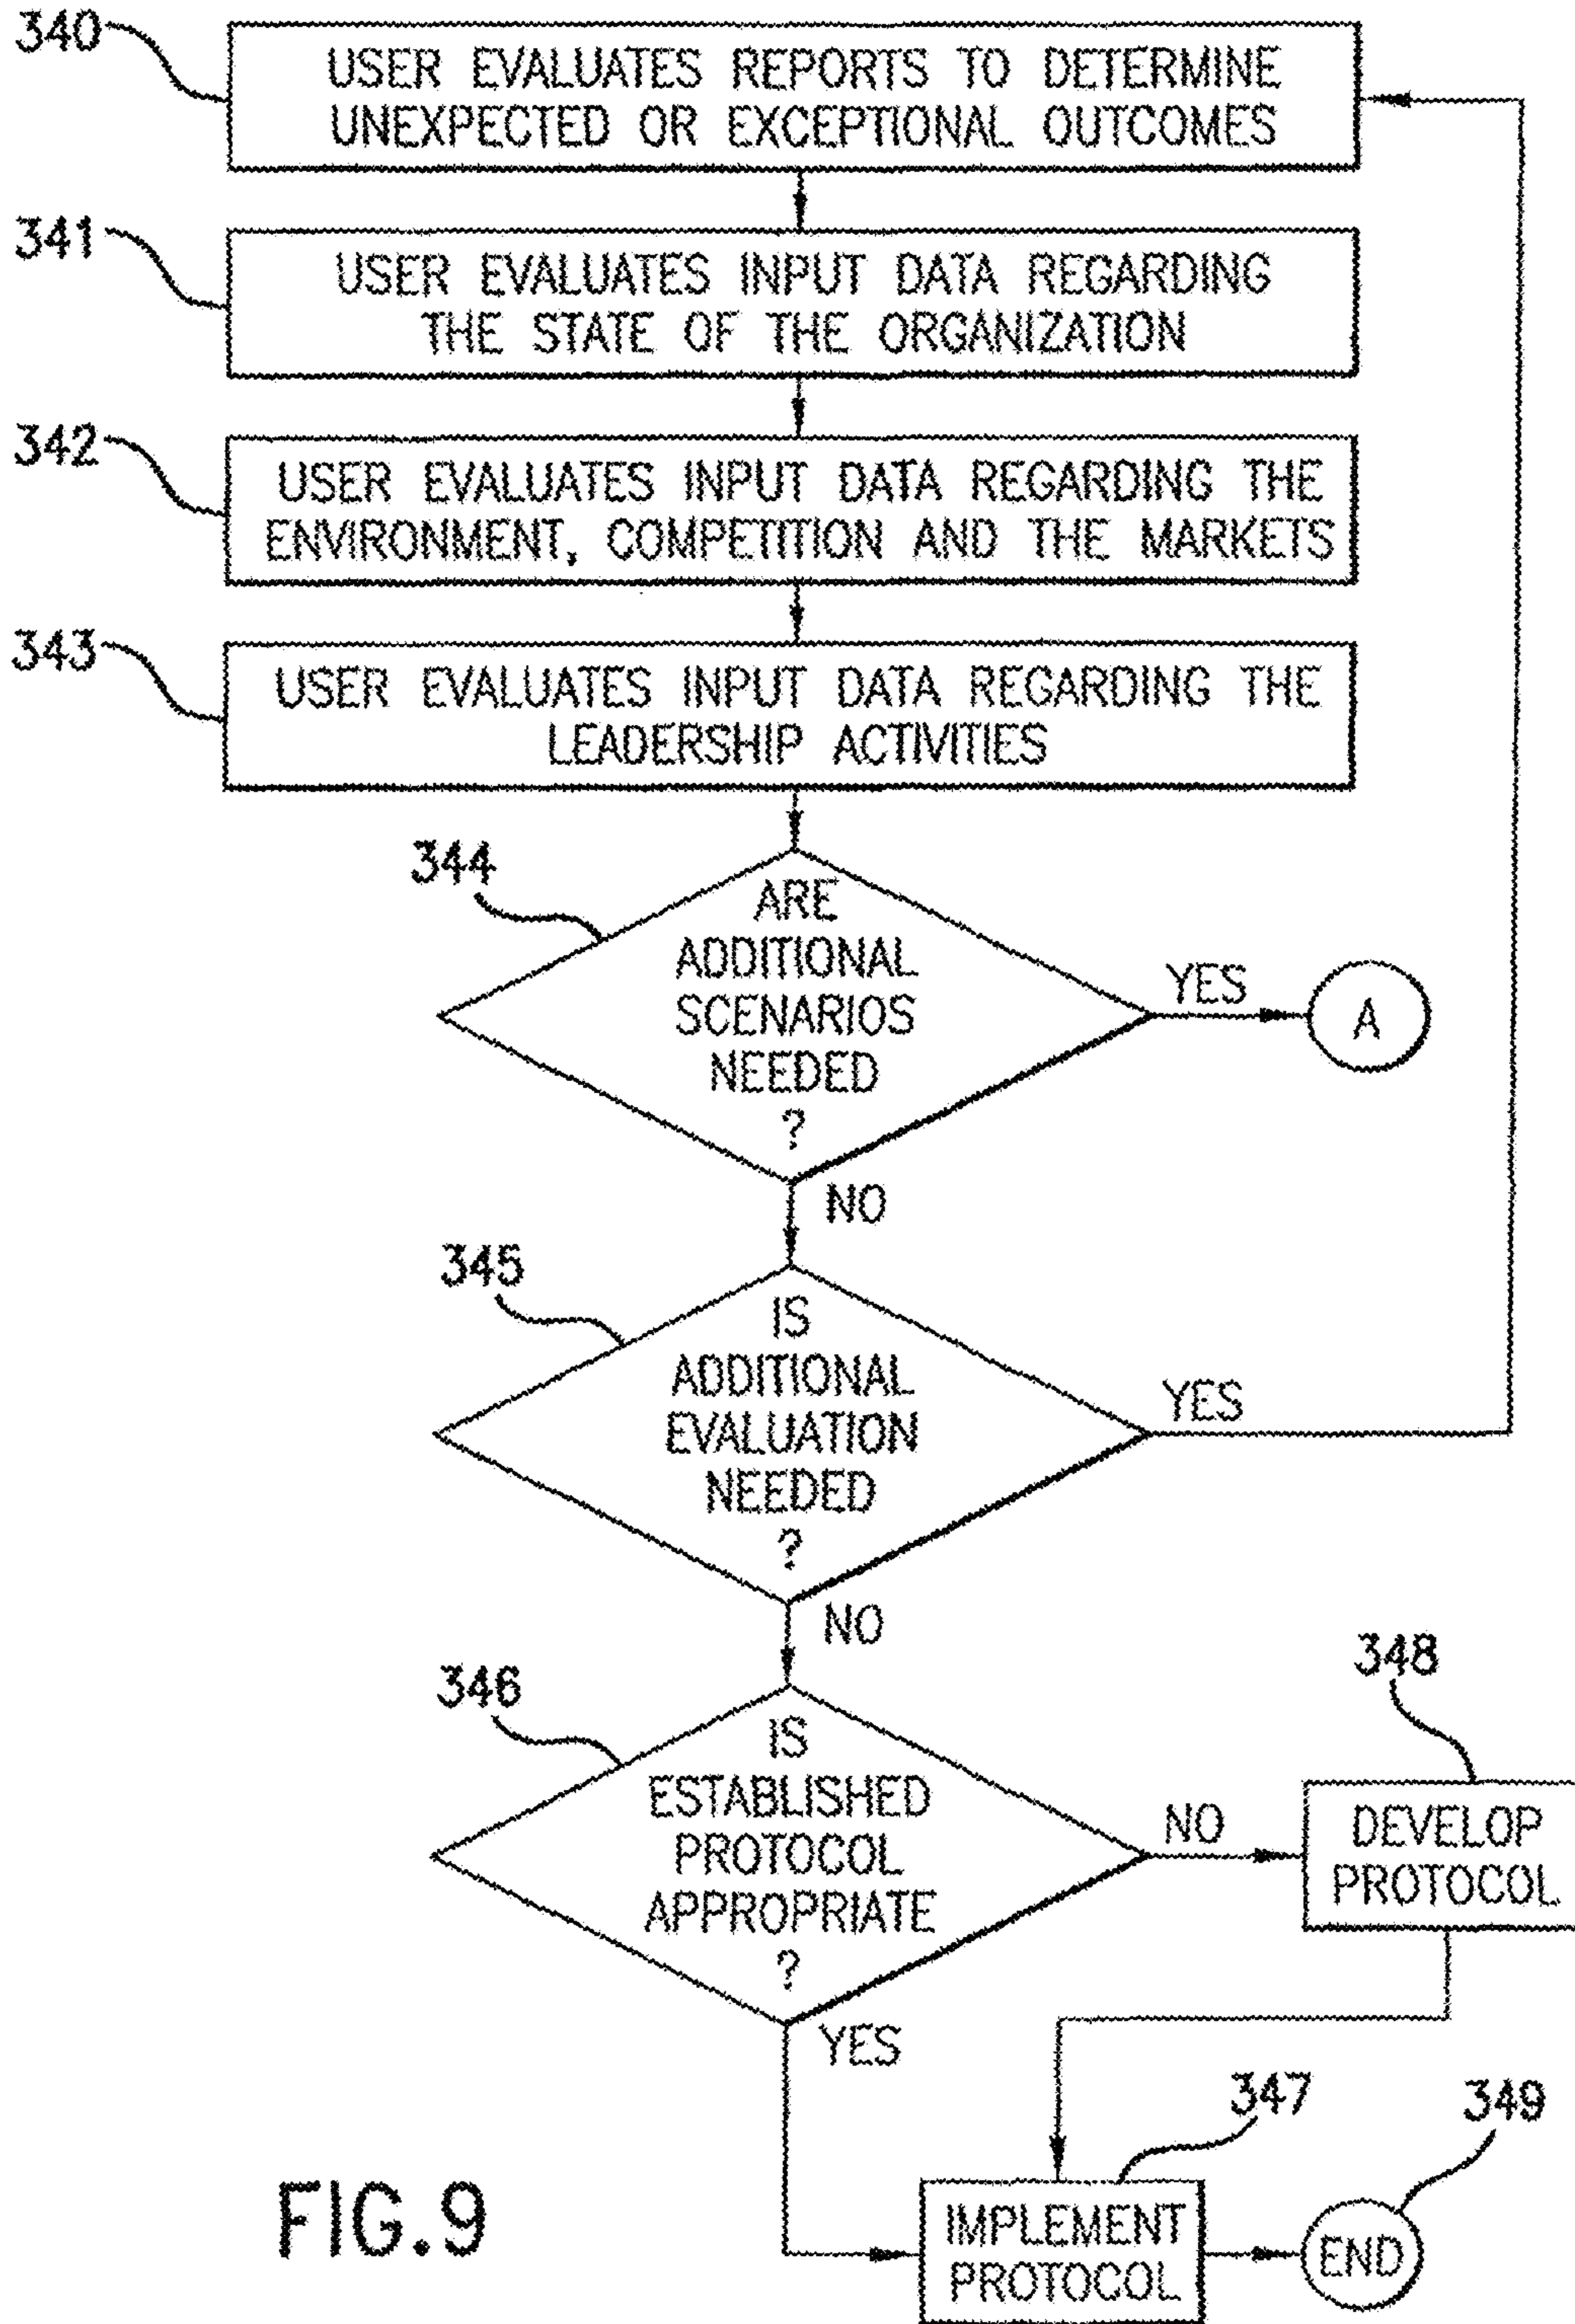 340
USER EVALUATES REPORTS TO DETERMINE
UNEXPECTED OR EXCEPTIONAL OUTCOMES
341
USER EVALUATES INPUT DATA REGARDING
THE STATE OF THE ORGANIZATION
342
USER EVALUATES INPUT DATA REGARDING THE
ENVIRONMENT, COMPETITION AND THE MARKETS
343
USER EVALUATES INPUT DATA REGARDING THE
LEADERSHIP ACTIVITIES
344
ARE
ADDITIONAL
SCENARIOS
NEEDED
?
YES
A
NO
345
IS
ADDITIONAL
EVALUATION
NEEDED
?
YES
NO
346
IS
ESTABLISHED
PROTOCOL
APPROPRIATE
?
NO
348
DEVELOP
PROTOCOL
YES
347
IMPLEMENT
PROTOCOL
349
END
FIG.9